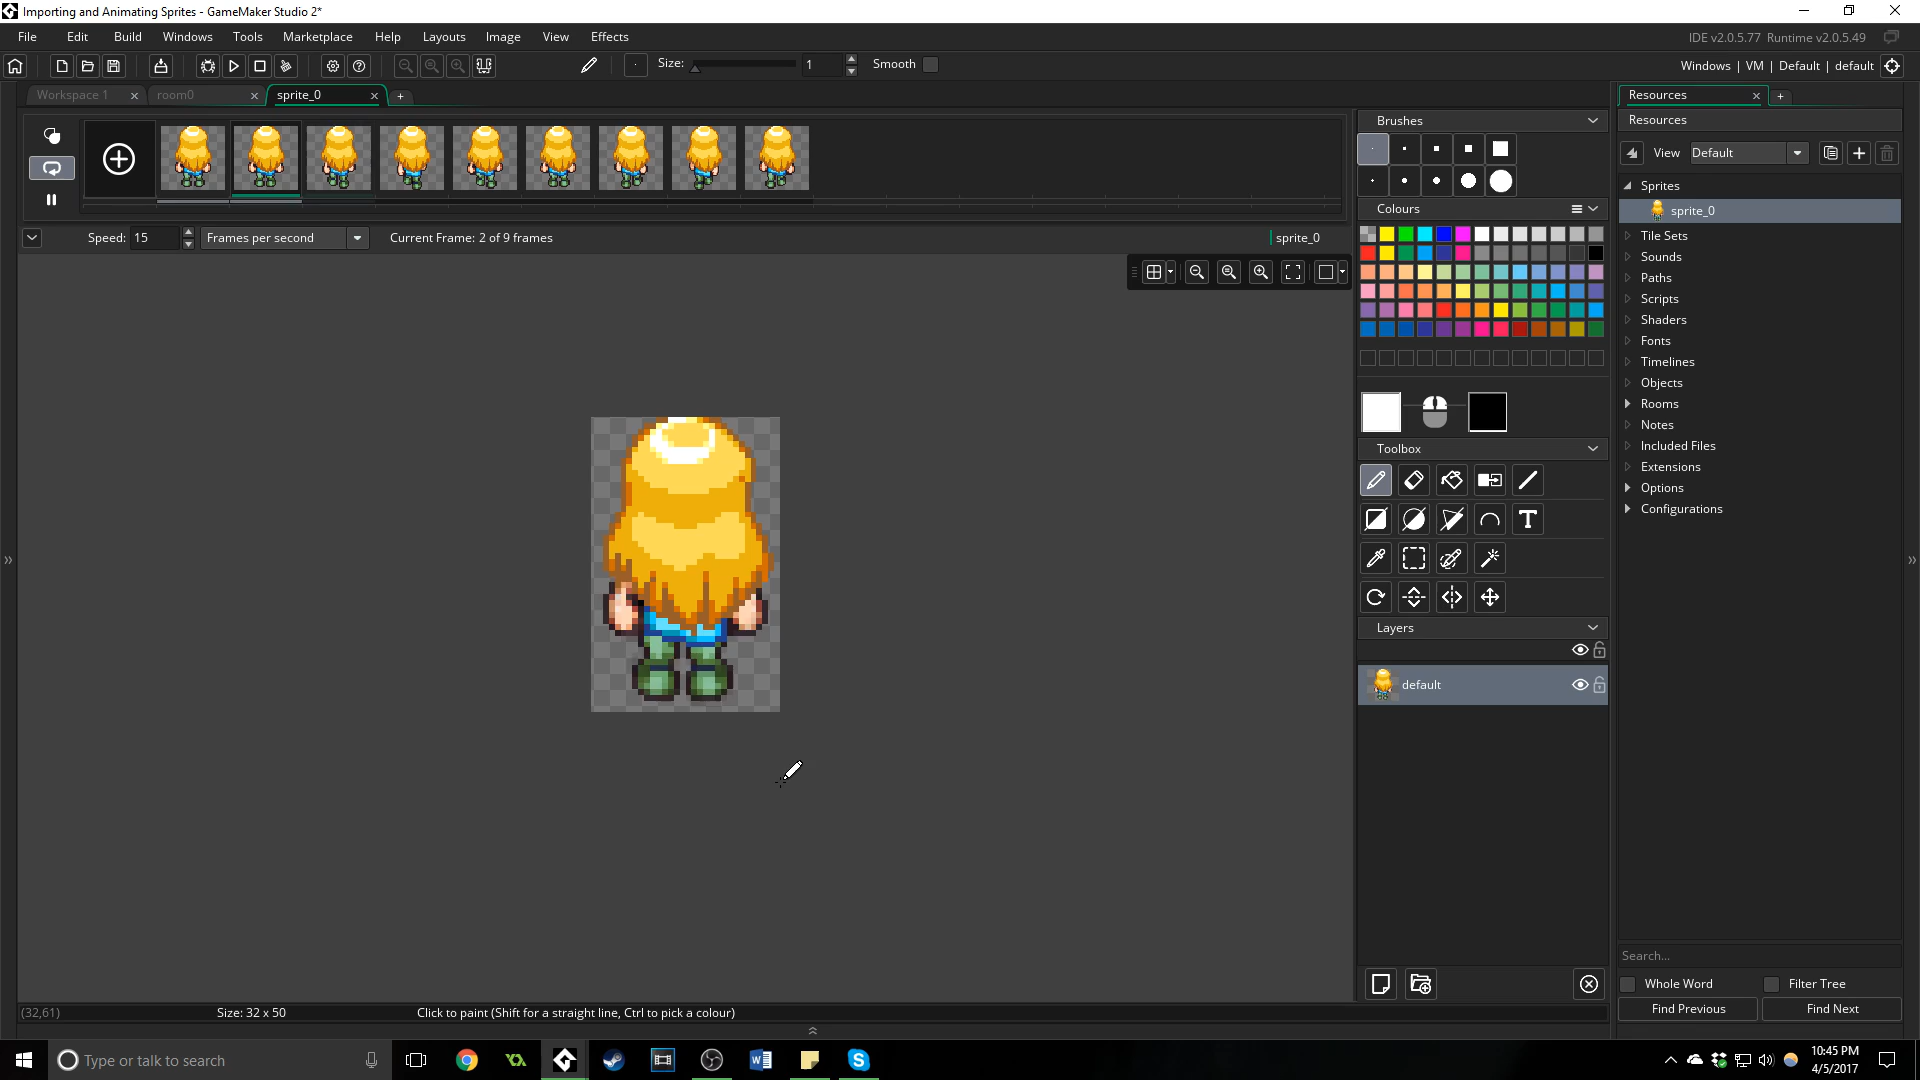 Importing and Animating Sprites - GameMaker Studio 2*
File Edit Build Windows Tools Marketplace Help Layouts Image View Effects
IDE v2.0.5.77 Runtime v2.0.5.49
Size: 1 Smooth
Windows | VM | Default | default
Workspace 1 room0 sprite_0
Speed: 15 Frames per second Current Frame: 2 of 9 frames sprite_0
Brushes
Colours
Toolbox
T
Layers
default
Resources
Resources
View Default
Sprites
sprite_0
Tile Sets
Sounds
Paths
Scripts
Shaders
Fonts
Timelines
Objects
Rooms
Notes
Included Files
Extensions
Options
Configurations
Search...
Whole Word Filter Tree
Find Previous Find Next
(32,61) Size: 32 x 50 Click to paint (Shift for a straight line, Ctrl to pick a colour)
Type or talk to search
10:45 PM
4/5/2017